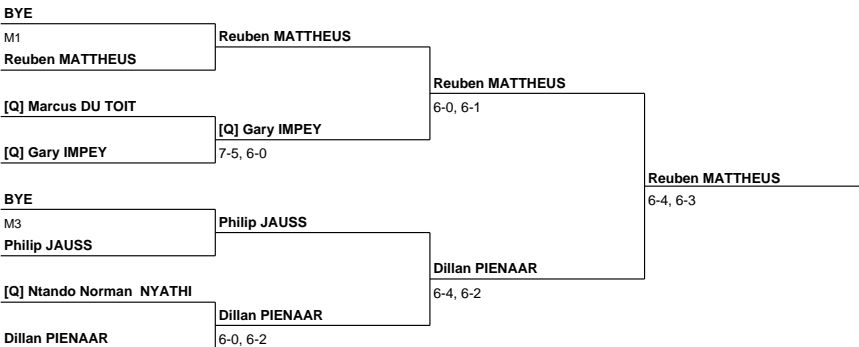 BYE
M1
Reuben MATTHEUS
[Q] Marcus DU TOIT
[Q] Gary IMPEY
BYE
M3
Philip JAUSS
[Q] Ntando Norman NYATHI
Dillan PIENAAR
Reuben MATTHEUS
[Q] Gary IMPEY
7-5, 6-0
Philip JAUSS
Dillan PIENAAR
6-0, 6-2
Reuben MATTHEUS
6-0, 6-1
Dillan PIENAAR
6-4, 6-2
Reuben MATTHEUS
6-4, 6-3